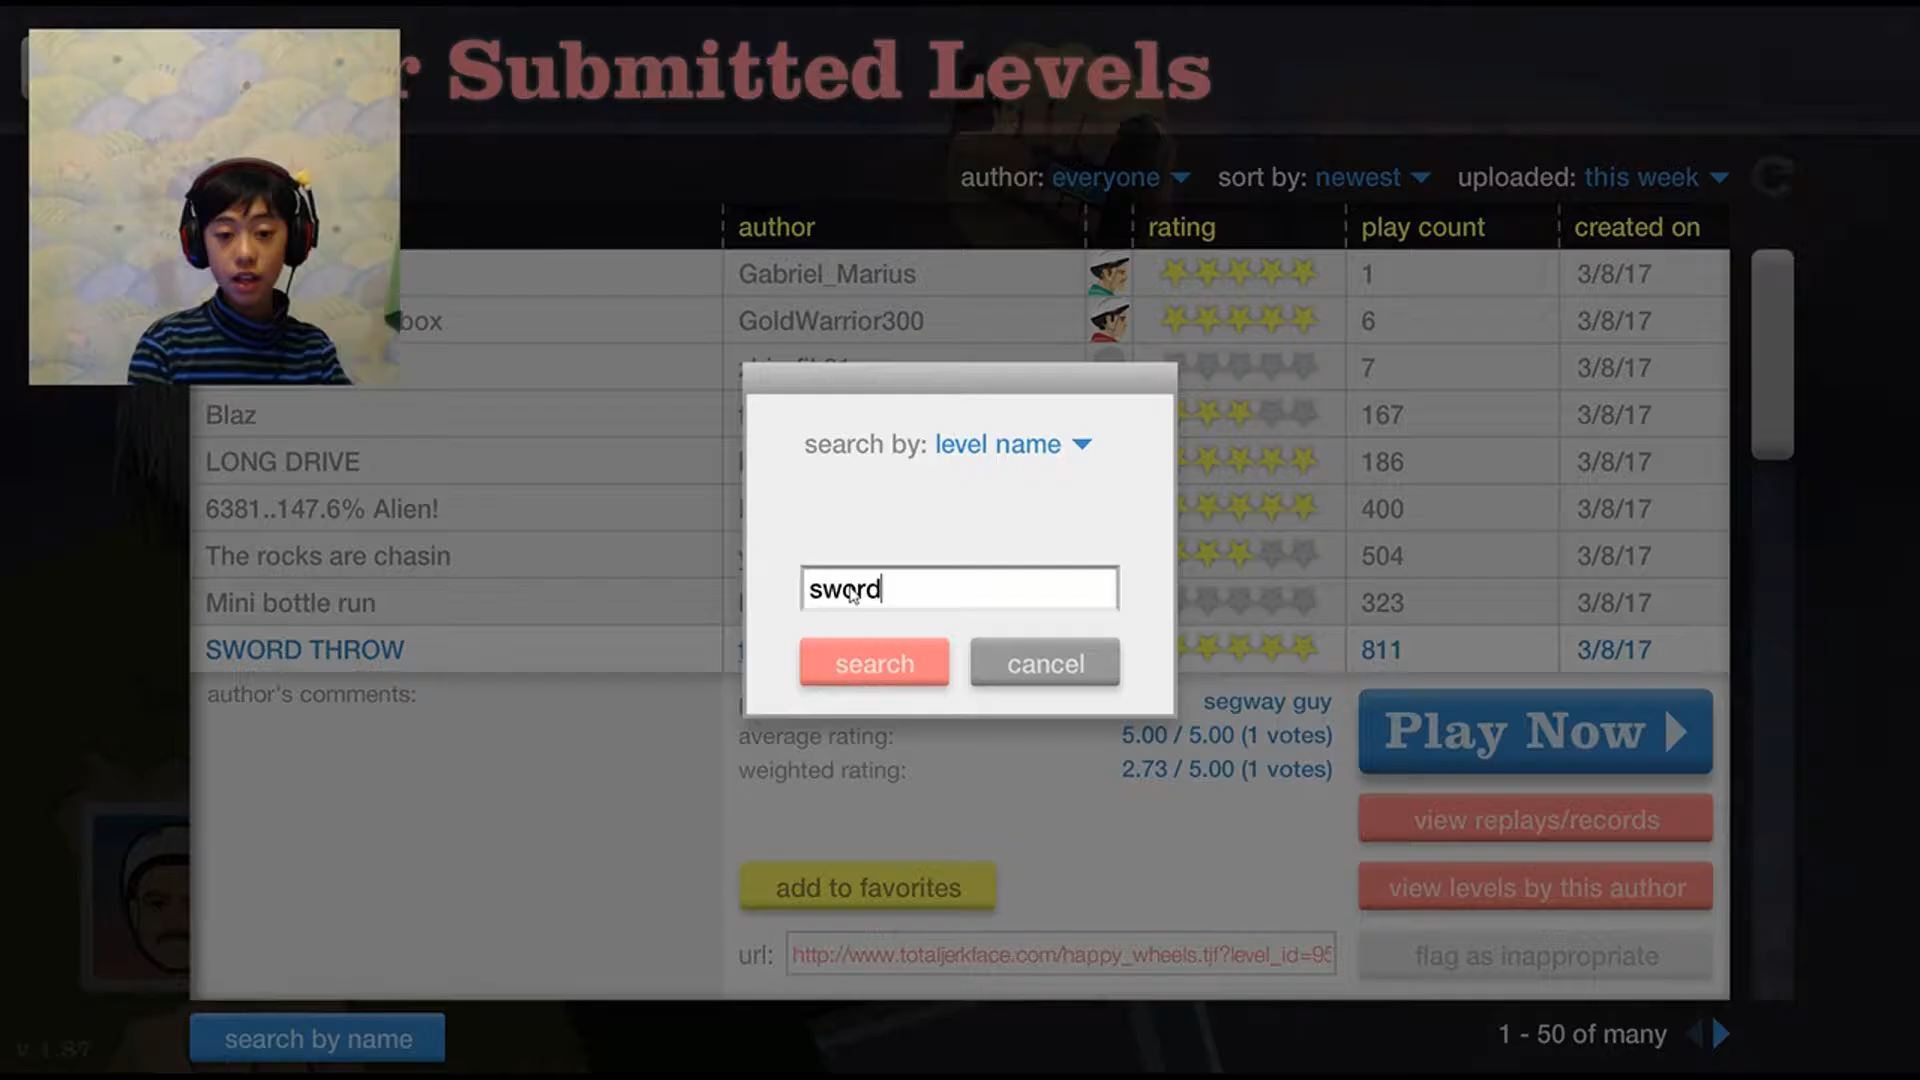 Submitted Levels
author: everyone sort by: newest uploaded: this week
author rating play count created on
Gabriel_Marius 1 3/8/17
box GoldWarrior300 6 3/8/17
7 3/8/17
Blaz 167 3/8/17
LONG DRIVE 186 3/8/17
6381..147.6% Alien! 400 3/8/17
The rocks are chasin 504 3/8/17
Mini bottle run 323 3/8/17
SWORD THROW 811 3/8/17
search by: level name
sword
search cancel
author's comments:
segway guy
average rating: 5.00 / 5.00 (1 votes)
weighted rating: 2.73 / 5.00 (1 votes)
Play Now
view replays/records
add to favorites
view levels by this author
url: http://www.totaljerkface.com/happy_wheels.tjf?level_id=95
flag as inappropriate
search by name
1 - 50 of many
v 1.87